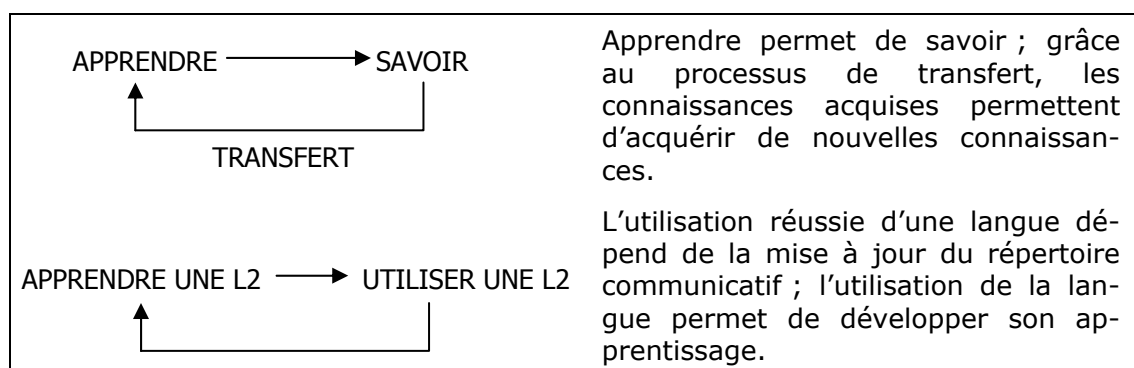 APPRENDRE SAVOIR
TRANSFERT
Apprendre permet de savoir ; grâce
au processus de transfert, les
connaissances acquises permettent
d’acquérir de nouvelles connaissan-
ces.
APPRENDRE UNE L2 UTILISER UNE L2
L’utilisation réussie d’une langue dé-
pend de la mise à jour du répertoire
communicatif ; l’utilisation de la lan-
gue permet de développer son ap-
prentissage.